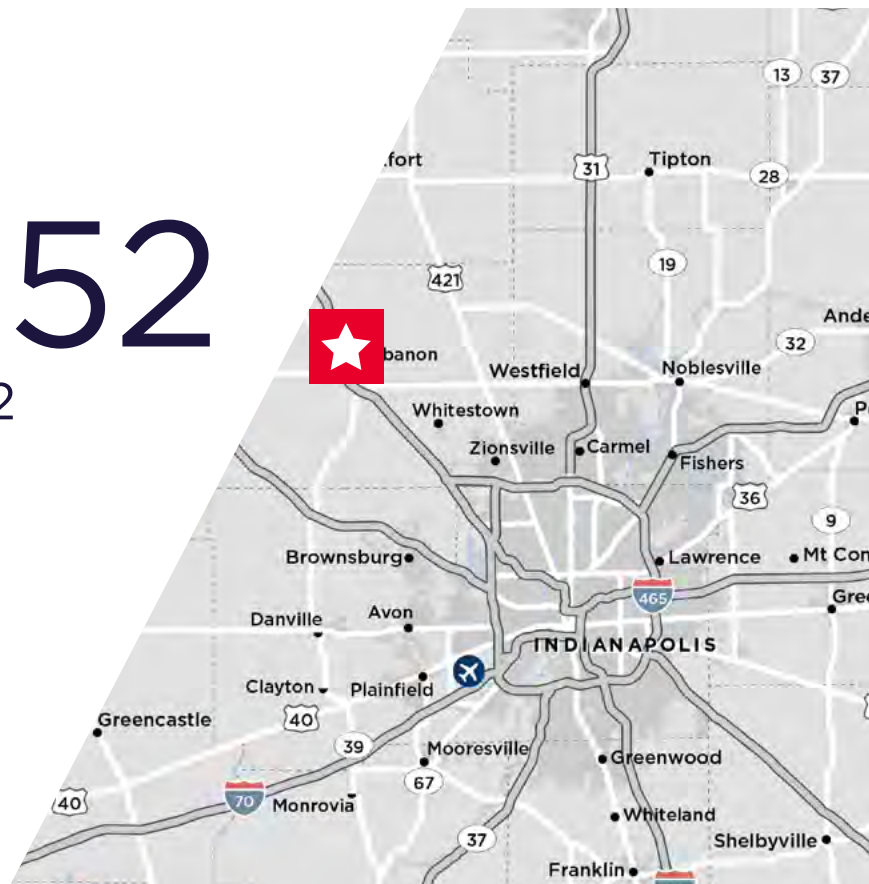 13
37
fort
31
Tipton
28
52
19
421
Ande
32
banon
Westfield
Noblesville
2
Whitestown
P
Zionsville
Carmel
Fishers
36
9
Brownsburg
Lawrence
Mt Com
465
Gree
Danville
Avon
INDIANAPOLIS
Clayton
Plainfield
40
Greencastle
39
Mooresville
Greenwood
67
70
40
Monrovia
Whiteland
37
Shelbyville
Franklin